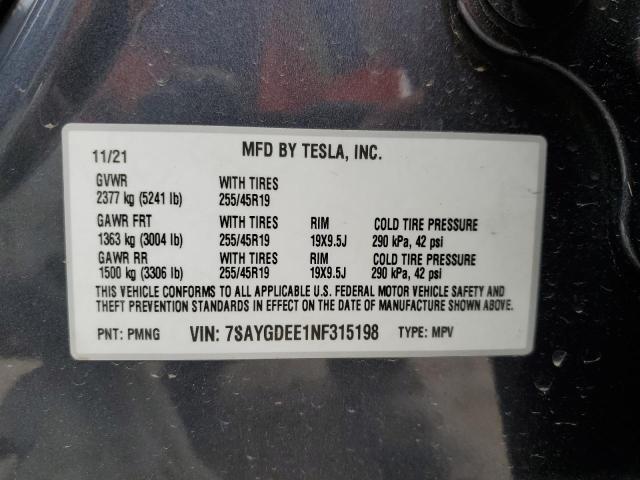 11/21 MFD BY TESLA, INC.
GVWR WITH TIRES
2377 kg (5241 lb) 255/45R19
GAWR FRT WITH TIRES RIM COLD TIRE PRESSURE
1363 kg (3004 lb) 255/45R19 19X9.5J 290 kPa, 42 psi
GAWR RR WITH TIRES RIM COLD TIRE PRESSURE
1500 kg (3306 lb) 255/45R19 19X9.5J 290 kPa, 42 psi
THIS VEHICLE CONFORMS TO ALL APPLICABLE U.S. FEDERAL MOTOR VEHICLE SAFETY AND
THEFT PREVENTION STANDARDS IN EFFECT ON THE DATE OF MANUFACTURE SHOWN ABOVE.
PNT: PMNG VIN: 7SAYGDEE1NF315198 TYPE: MPV